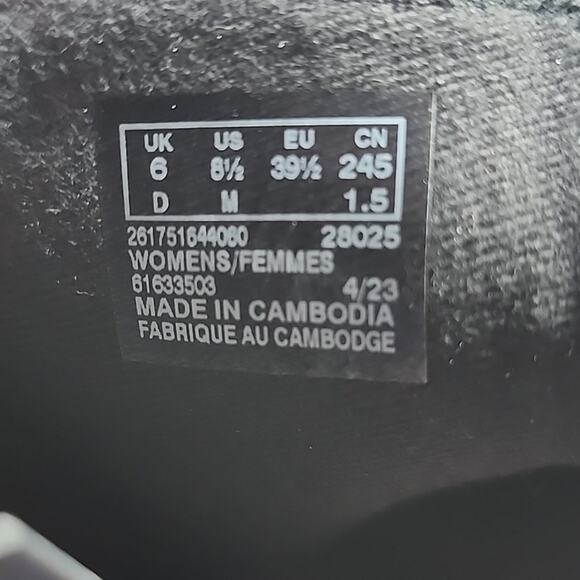 UK US EU CN
6 8½ 39½ 245
D M 1.5
261751644080 28025
WOMENS/FEMMES
61633503 4/23
MADE IN CAMBODIA
FABRIQUE AU CAMBODGE